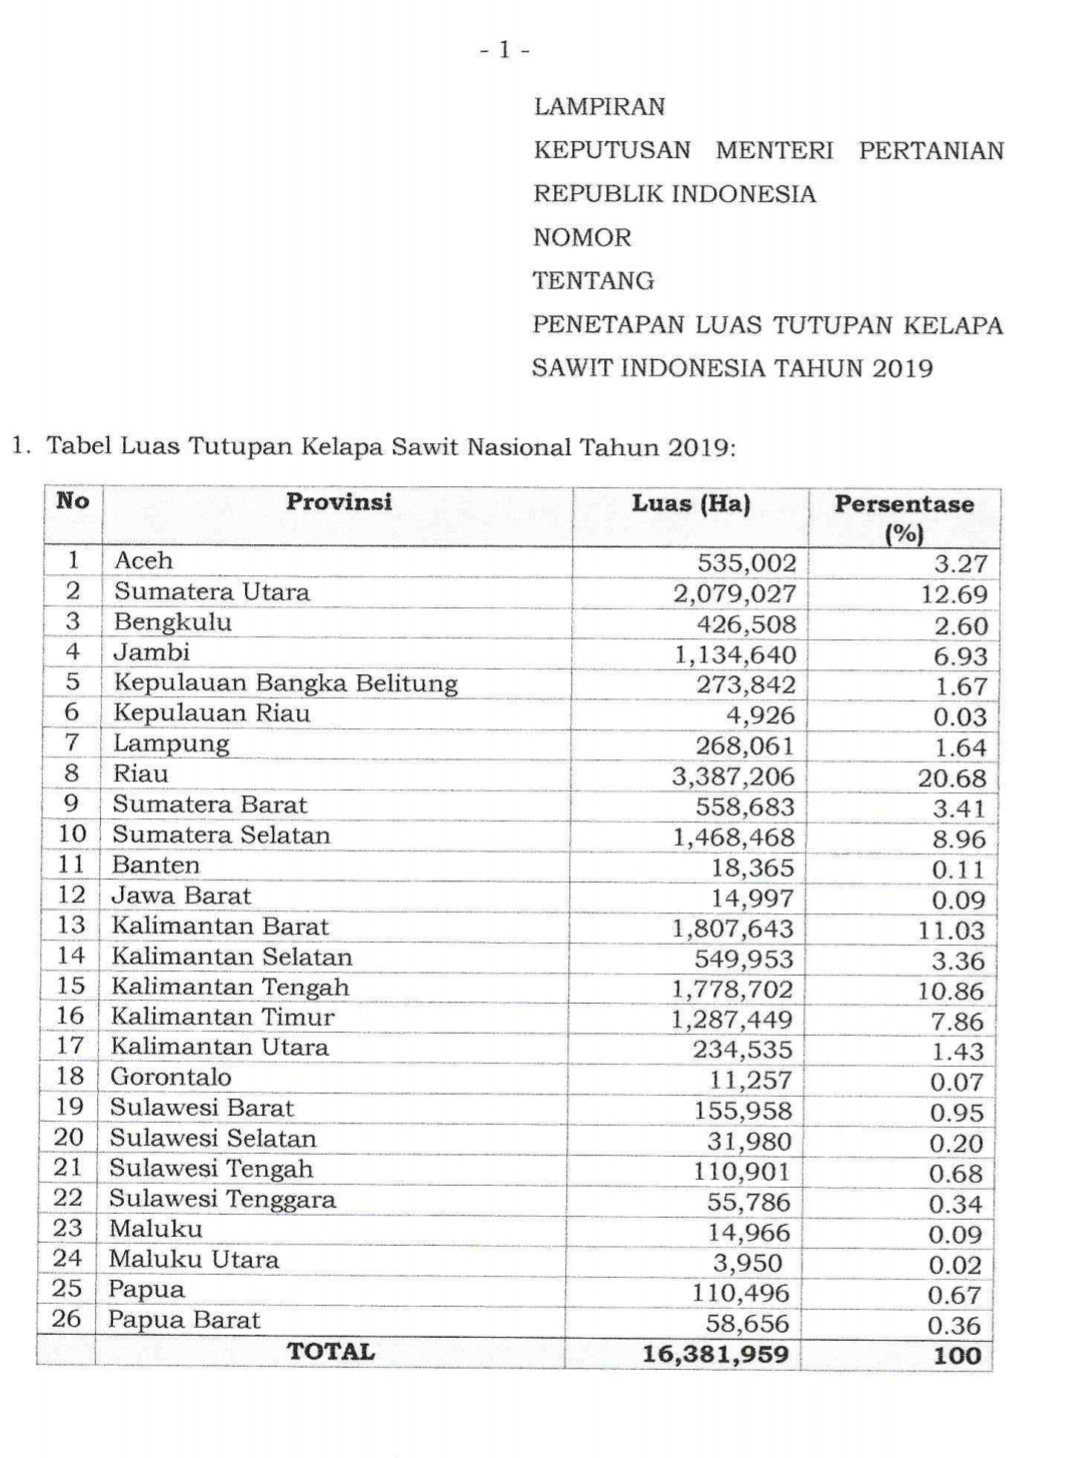 - 1 -
LAMPIRAN
KEPUTUSAN MENTERI PERTANIAN
REPUBLIK INDONESIA
NOMOR
TENTANG
PENETAPAN LUAS TUTUPAN KELAPA
SAWIT INDONESIA TAHUN 2019
1. Tabel Luas Tutupan Kelapa Sawit Nasional Tahun 2019:
No Provinsi Luas (Ha) Persentase
(%)
1 Aceh 535,002 3.27
2 Sumatera Utara 2,079,027 12.69
3 Bengkulu 426,508 2.60
4 Jambi 1,134,640 6.93
5 Kepulauan Bangka Belitung 273,842 1.67
6 Kepulauan Riau 4,926 0.03
7 Lampung 268,061 1.64
8 Riau 3,387,206 20.68
9 Sumatera Barat 558,683 3.41
10 Sumatera Selatan 1,468,468 8.96
11 Banten 18,365 0.11
12 Jawa Barat 14,997 0.09
13 Kalimantan Barat 1,807,643 11.03
14 Kalimantan Selatan 549,953 3.36
15 Kalimantan Tengah 1,778,702 10.86
16 Kalimantan Timur 1,287,449 7.86
17 Kalimantan Utara 234,535 1.43
18 Gorontalo 11,257 0.07
19 Sulawesi Barat 155,958 0.95
20 Sulawesi Selatan 31,980 0.20
21 Sulawesi Tengah 110,901 0.68
22 Sulawesi Tenggara 55,786 0.34
23 Maluku 14,966 0.09
24 Maluku Utara 3,950 0.02
25 Papua 110,496 0.67
26 Papua Barat 58,656 0.36
TOTAL 16,381,959 100